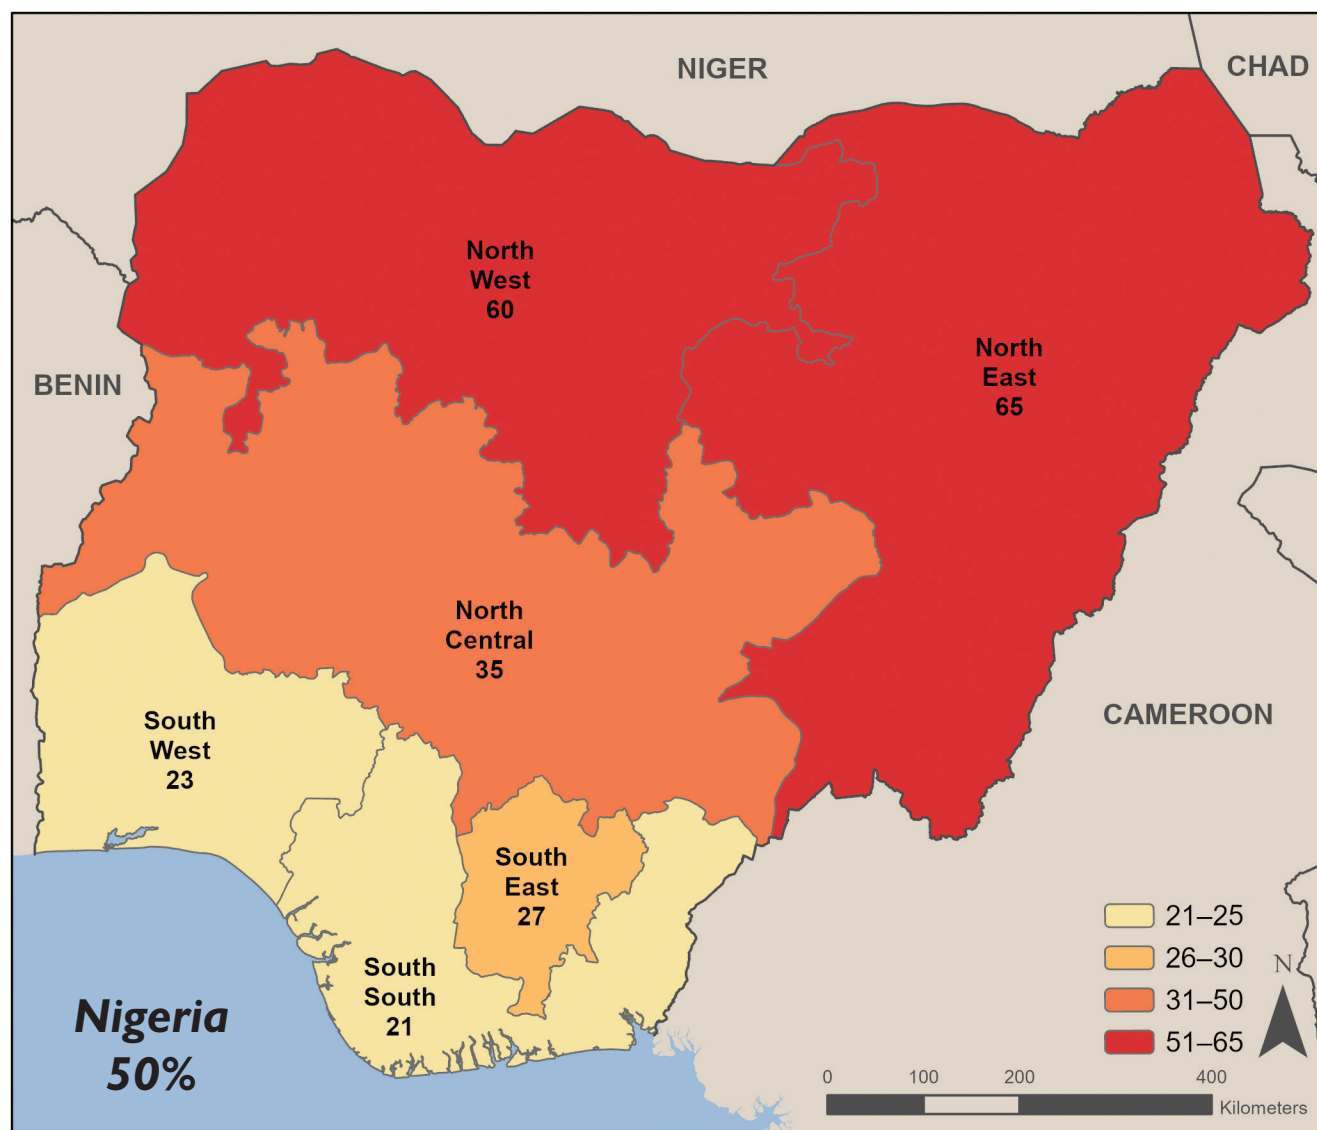 NIGER
CHAD
North
West
60
North
East
65
BENIN
North
Central
35
South
West
23
CAMEROON
South
East
27
South
South
21
Nigeria
50%
21–25
26–30
31–50
51–65
N
0 100 200 400
Kilometers